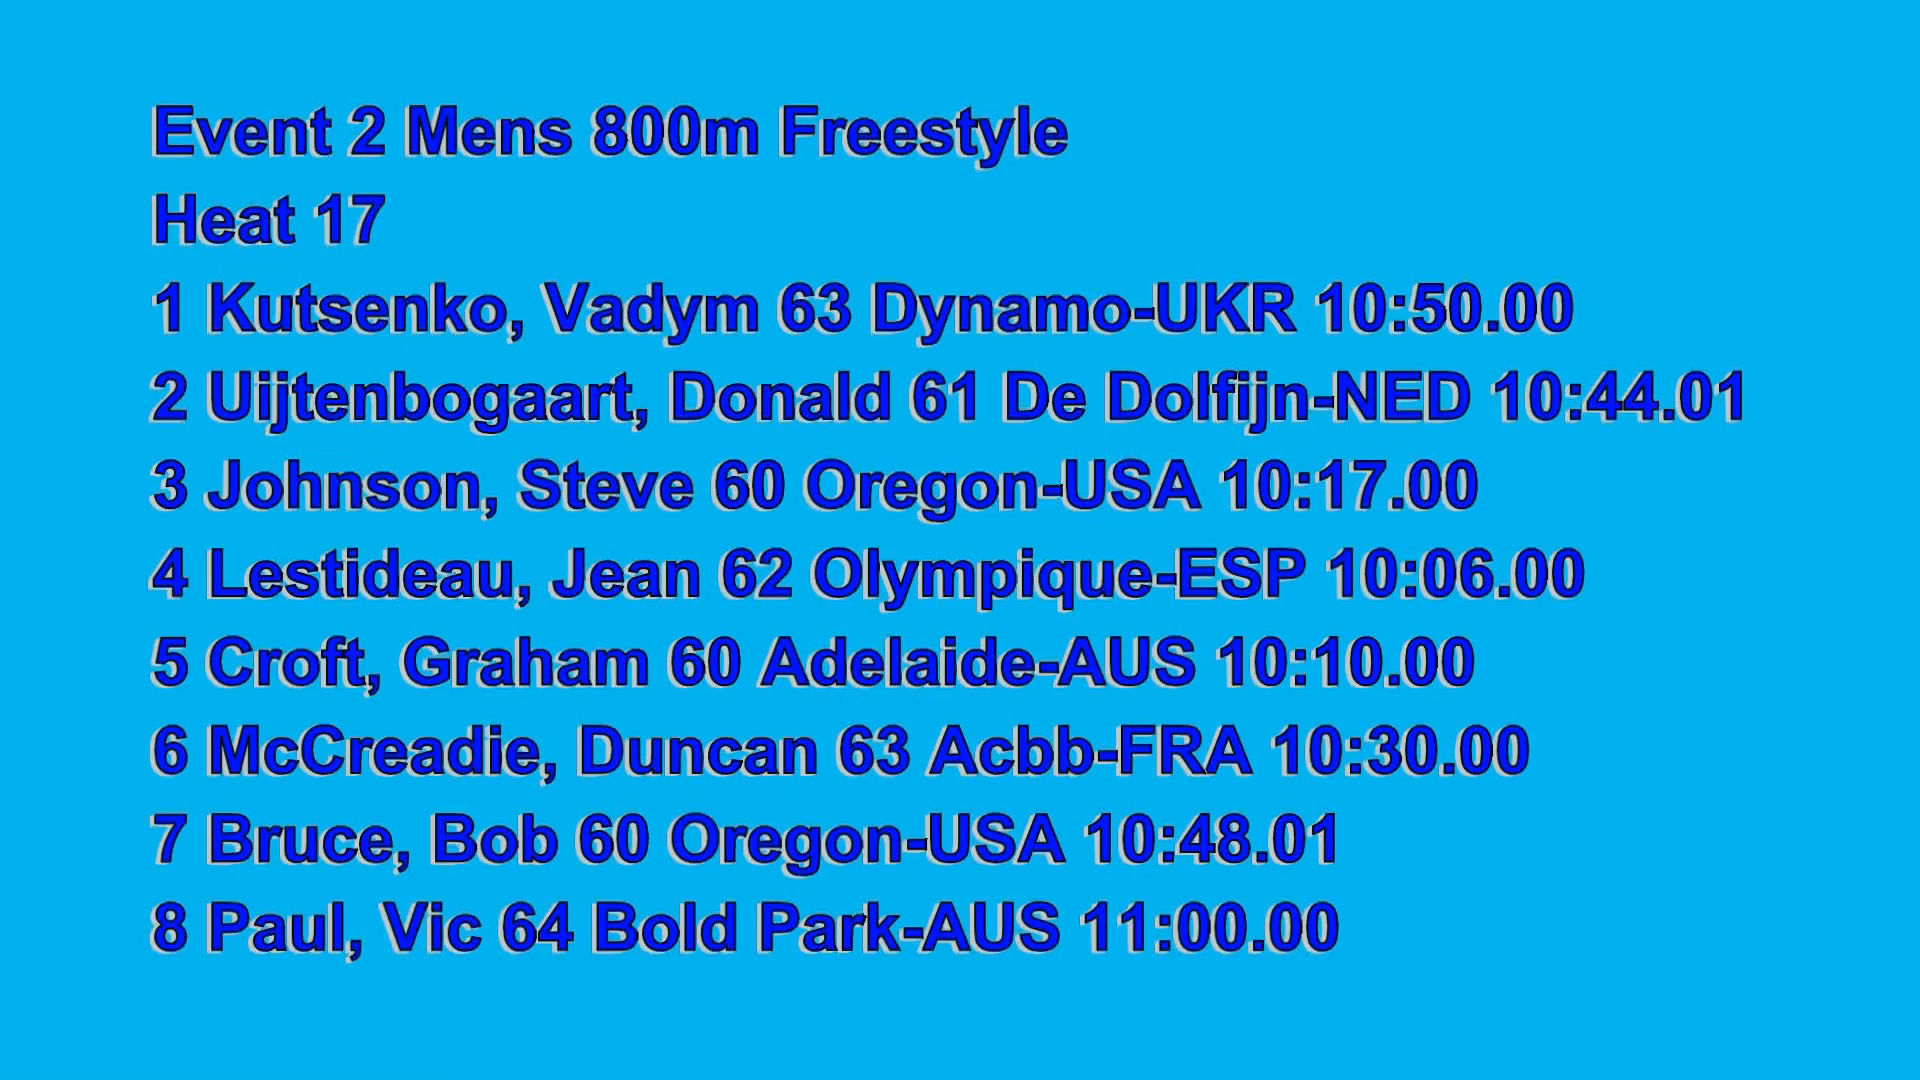 Event 2 Mens 800m Freestyle
Heat 17
1 Kutsenko, Vadym 63 Dynamo-UKR 10:50.00
2 Uijtenbogaart, Donald 61 De Dolfijn-NED 10:44.01
3 Johnson, Steve 60 Oregon-USA 10:17.00
4 Lestideau, Jean 62 Olympique-ESP 10:06.00
5 Croft, Graham 60 Adelaide-AUS 10:10.00
6 McCreadie, Duncan 63 Acbb-FRA 10:30.00
7 Bruce, Bob 60 Oregon-USA 10:48.01
8 Paul, Vic 64 Bold Park-AUS 11:00.00